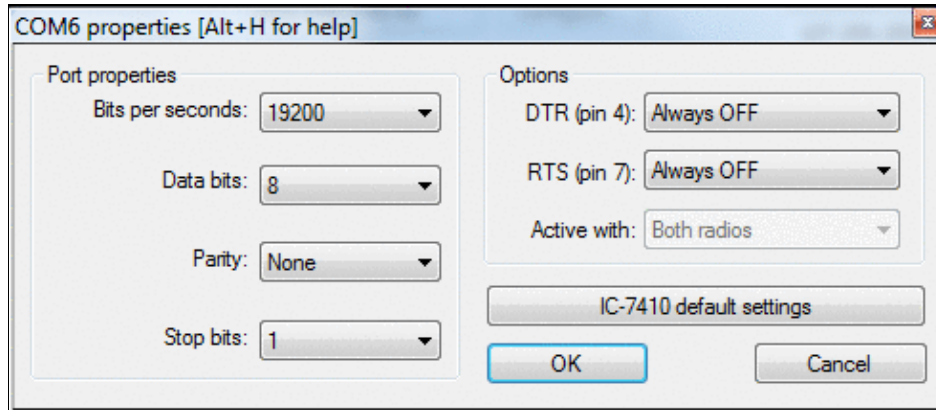 COM6 properties [Alt+H for help]
Port properties
Bits per seconds: 19200
Data bits: 8
Parity: None
Stop bits: 1
Options
DTR (pin 4): Always OFF
RTS (pin 7): Always OFF
Active with: Both radios
IC-7410 default settings
OK Cancel